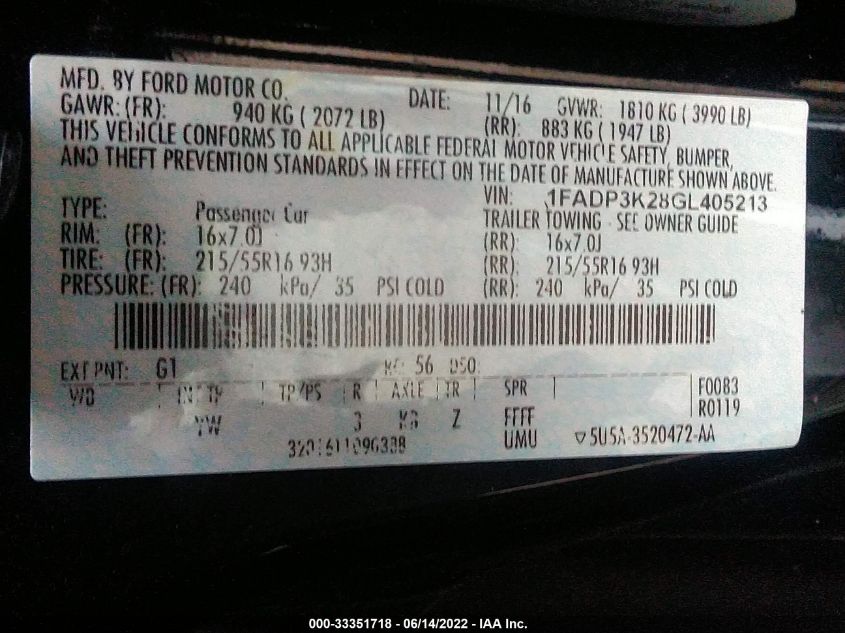 MFD. BY FORD MOTOR CO.
DATE: 11/16 GVWR: 1810 KG ( 3990 LB)
GAWR: (FR): 940 KG ( 2072 LB) (RR): 883 KG ( 1947 LB)
THIS VEHICLE CONFORMS TO ALL APPLICABLE FEDERAL MOTOR VEHICLE SAFETY, BUMPER,
AND THEFT PREVENTION STANDARDS IN EFFECT ON THE DATE OF MANUFACTURE SHOWN ABOVE.
VIN: 1FADP3K28GL405213
TYPE: Passenger Car TRAILER TOWING - SEE OWNER GUIDE
RIM: (FR): 16x7.0J (RR): 16x7.0J
TIRE: (FR): 215/55R16 93H (RR): 215/55R16 93H
PRESSURE: (FR): 240 kPa/ 35 PSI COLD (RR): 240 kPa/ 35 PSI COLD
EXT PNT: G1 RC: 56 DSO:
WB INT TR TP/PS R AXLE TR SPR F0083
YW 3 Z FFFF R0119
UMU 5U5A-3520472-AA
000-33351718 - 06/14/2022 - IAA Inc.